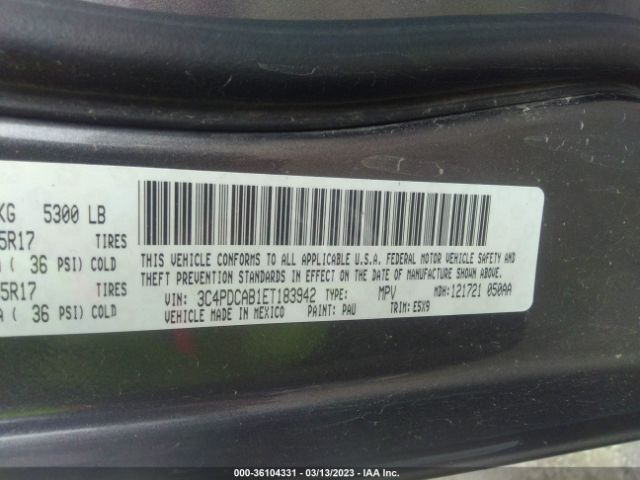 KG 5300 LB
5R17 TIRES
( 36 PSI) COLD
5R17 TIRES
A ( 36 PSI) COLD
THIS VEHICLE CONFORMS TO ALL APPLICABLE U.S.A. FEDERAL MOTOR VEHICLE SAFETY AND
THEFT PREVENTION STANDARDS IN EFFECT ON THE DATE OF MANUFACTURE SHOWN ABOVE.
VIN: 3C4PDCAB1ET183942 TYPE: MPV MDH: 121721 050AA
VEHICLE MADE IN MEXICO PAINT: PAU TRIM: E5X9
000-36104331 - 03/13/2023 - IAA Inc.